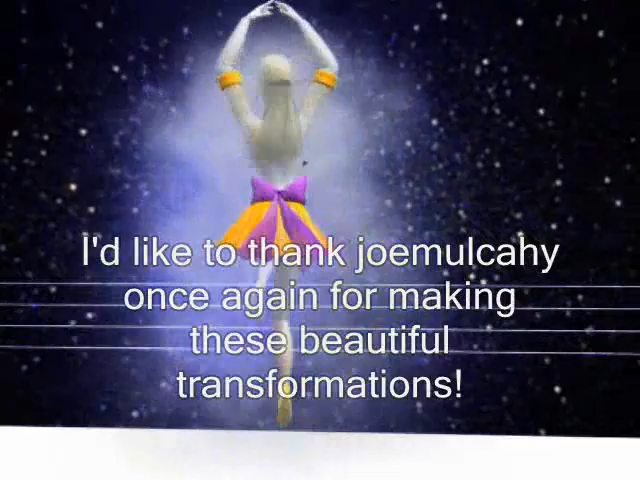 I'd like to thank joemulcahy
once again for making
these beautiful
transformations!